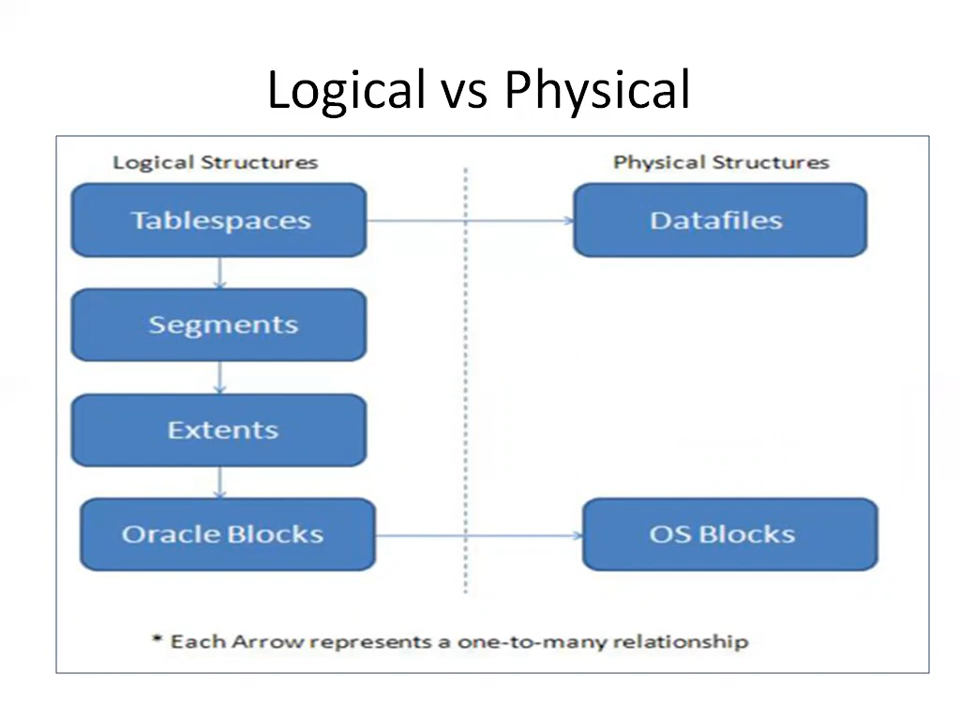 Logical vs Physical
Logical Structures
Physical Structures
Tablespaces
Datafiles
Segments
Extents
Oracle Blocks
OS Blocks
* Each Arrow represents a one-to-many relationship